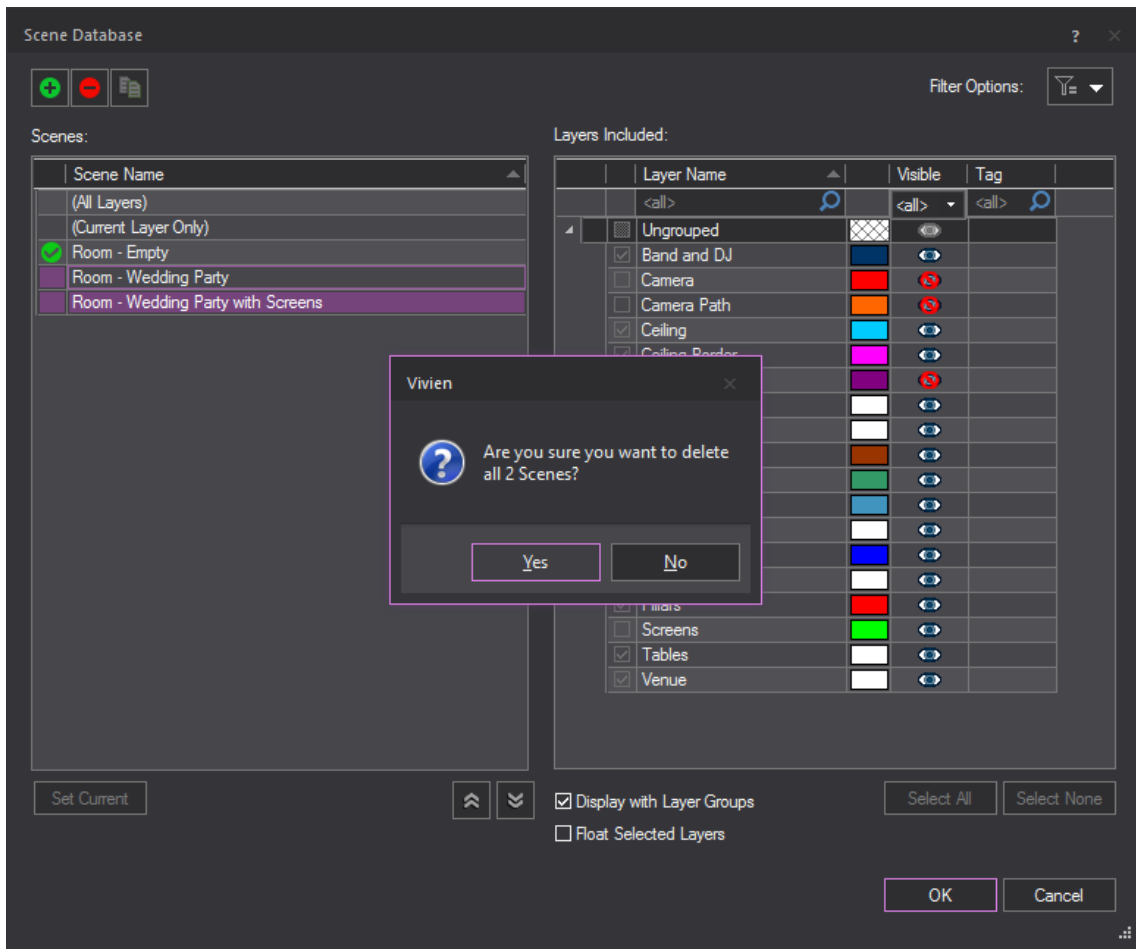 Scene Database
?
Filter Options:
Scenes:
Layers Included:
Scene Name
Layer Name Visible Tag
<all> <all> <all>
(All Layers)
(Current Layer Only)
Room - Empty
Room - Wedding Party
Room - Wedding Party with Screens
Ungrouped
Band and DJ
Camera
Camera Path
Ceiling
Ceiling Border
Vivien
Are you sure you want to delete
all 2 Scenes?
Yes No
Pillars
Screens
Tables
Venue
Set Current
Display with Layer Groups
Float Selected Layers
Select All Select None
OK Cancel